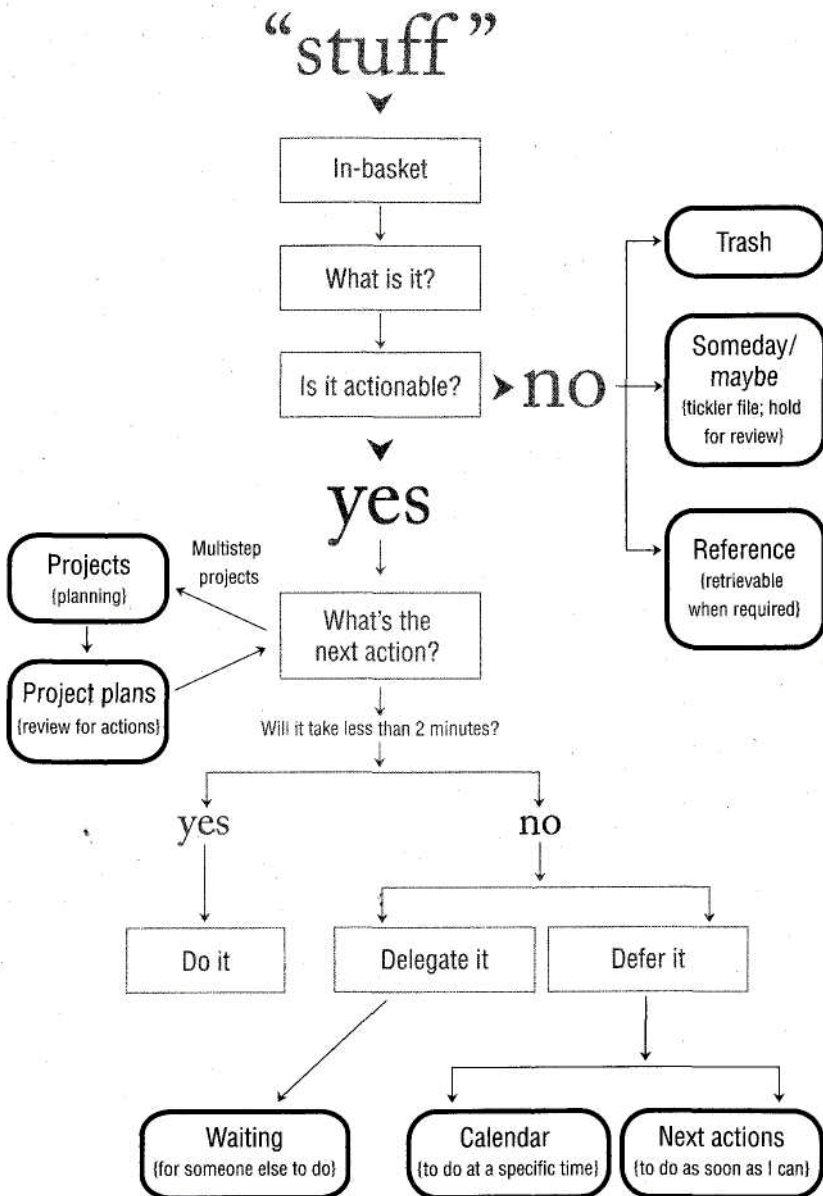 “stuff”
In-basket
What is it?
Is it actionable?
no
Trash
Someday/
maybe
{tickler file; hold
for review}
Reference
{retrievable
when required}
yes
Multistep
projects
Projects
{planning}
Project plans
{review for actions}
What's the
next action?
Will it take less than 2 minutes?
yes
no
Do it
Delegate it
Defer it
Waiting
{for someone else to do}
Calendar
{to do at a specific time}
Next actions
{to do as soon as I can}